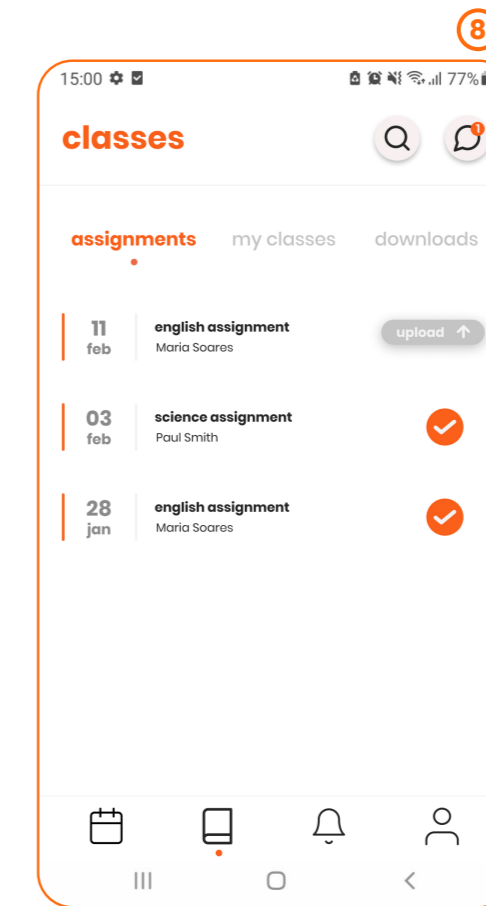 8
15:00 77%
classes
1
assignments my classes downloads
11 english assignment
feb Maria Soares
upload
03 science assignment
feb Paul Smith
28 english assignment
jan Maria Soares